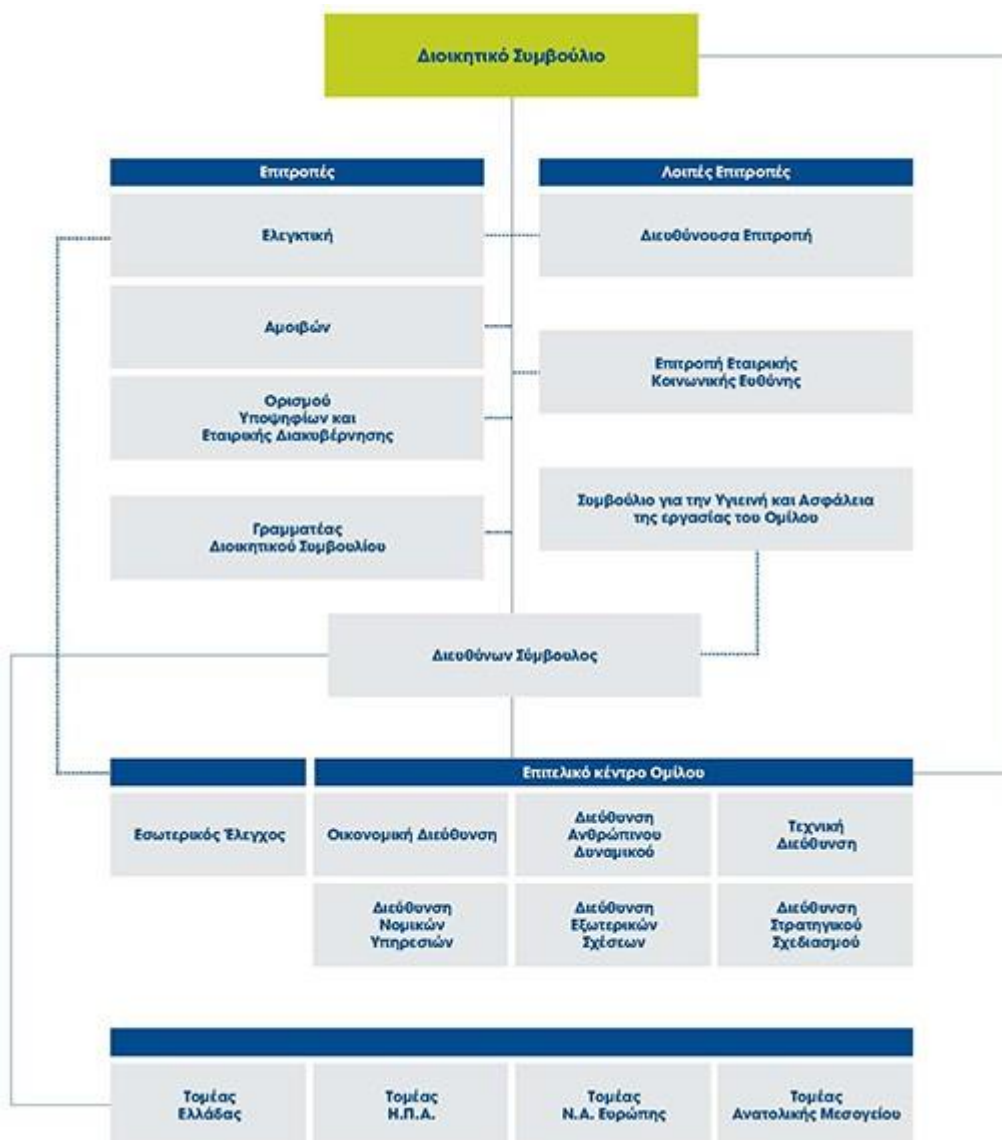 Διοικητικό Συμβούλιο
Επιτροπές
Ελεγκτική
Αμοιβών
Ορισμού
Υποψηφίων και
Εταιρικής Διακυβέρνησης
Γραμματέας
Διοικητικού Συμβουλίου
Λοιπές Επιτροπές
Διευθύνουσα Επιτροπή
Επιτροπή Εταιρικής
Κοινωνικής Ευθύνης
Συμβούλιο για την Υγιεινή και Ασφάλεια
της εργασίας του Ομίλου
Διευθύνων Σύμβουλος
Εσωτερικός Έλεγχος
Επιτελικό κέντρο Ομίλου
Οικονομική Διεύθυνση
Διεύθυνση
Ανθρώπινου
Δυναμικού
Τεχνική
Διεύθυνση
Διεύθυνση
Νομικών
Υπηρεσιών
Διεύθυνση
Εξωτερικών
Σχέσεων
Διεύθυνση
Στρατηγικού
Σχεδιασμού
Τομέας
Ελλάδας
Τομέας
Η.Π.Α.
Τομέας
Ν.Α. Ευρώπης
Τομέας
Ανατολικής Μεσογείου